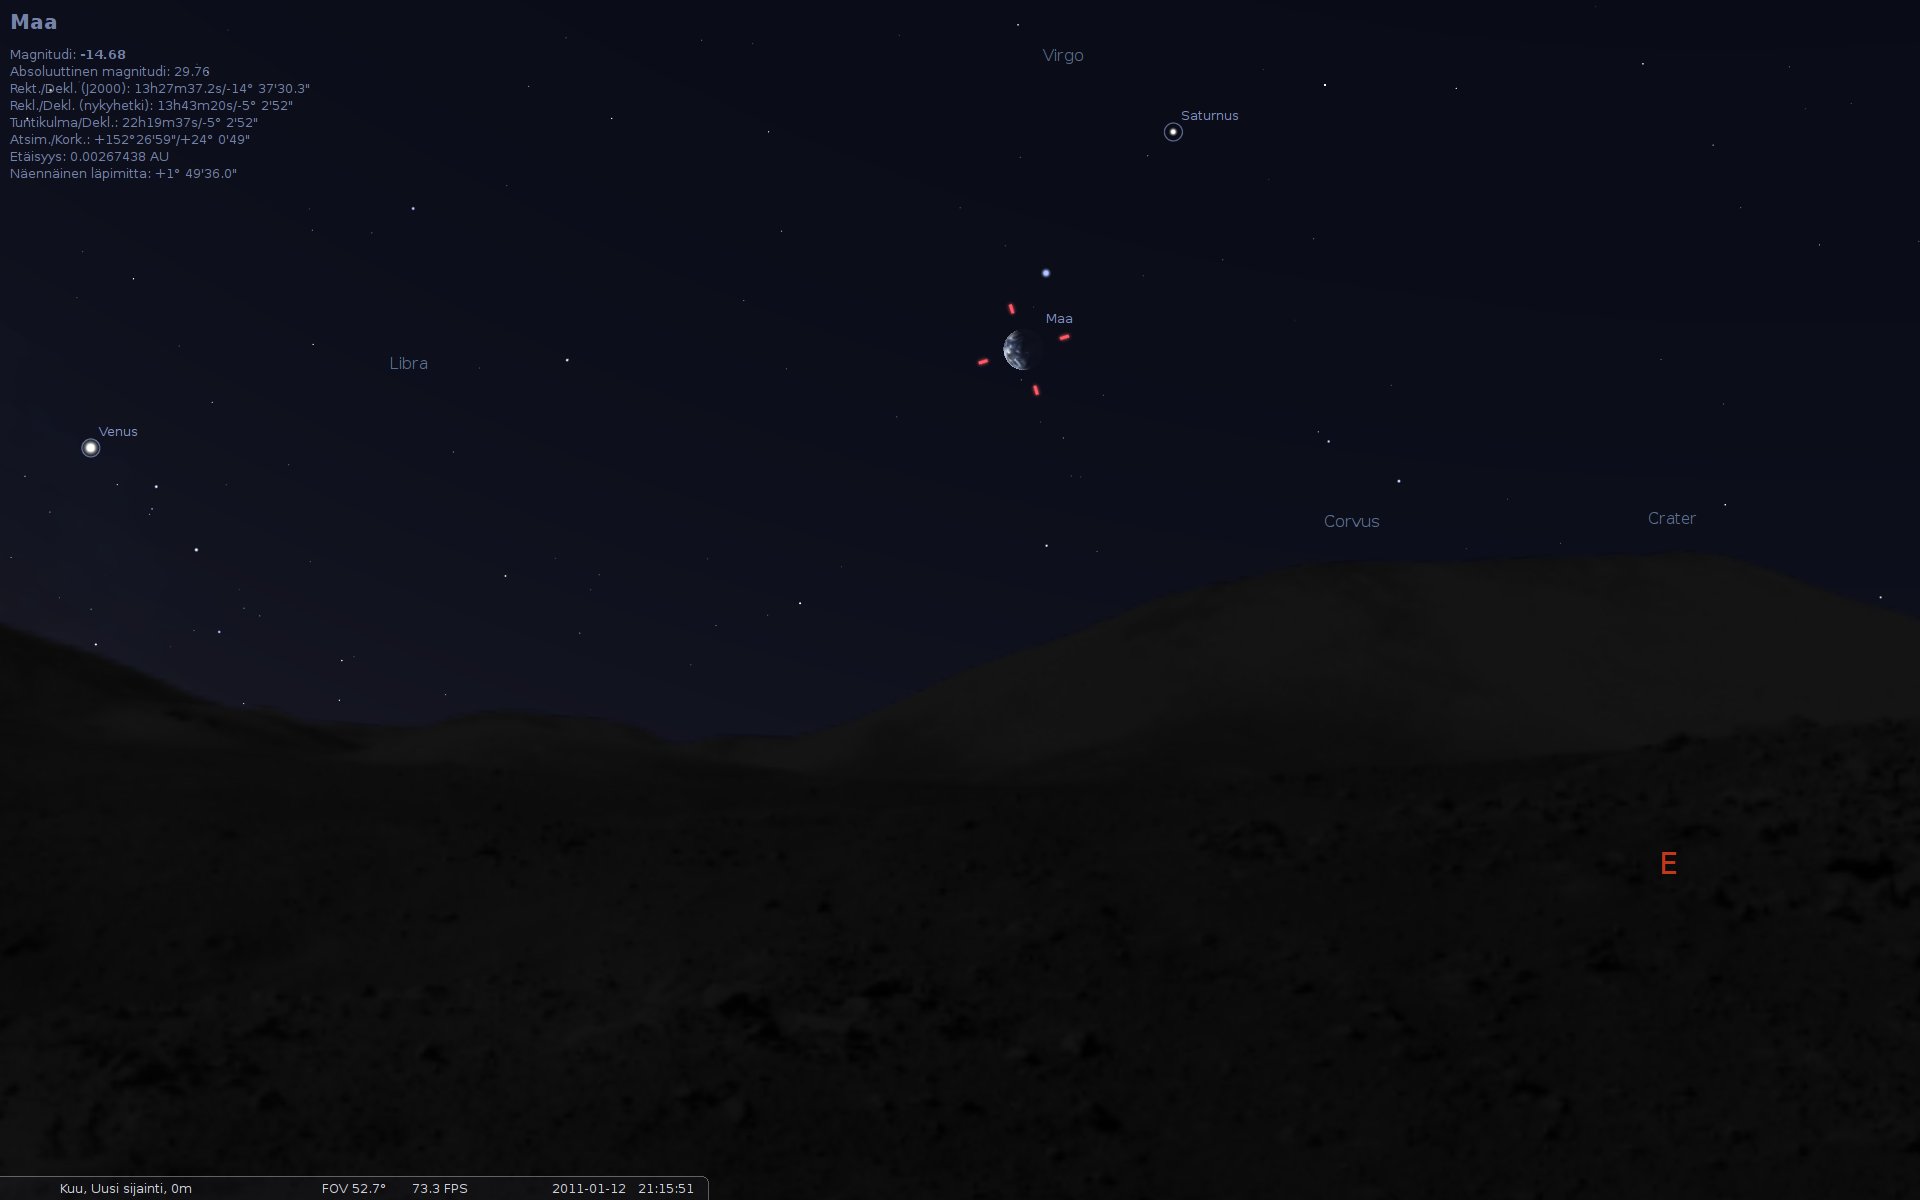 Maa
Magnitudi: -14.68
Absoluuttinen magnitudi: 29.76
Rekt./Dekl. (J2000): 13h27m37.2s/-14° 37'30.3"
Rekl./Dekl. (nykyhetki): 13h43m20s/-5° 2'52"
Tuntikulma/Dekl.: 22h19m37s/-5° 2'52"
Atsim./Kork.: +152°26'59"/+24° 0'49"
Etäisyys: 0.00267438 AU
Näennäinen läpimitta: +1° 49'36.0"
Virgo
Saturnus
Maa
Libra
Venus
Corvus
Crater
E
Kuu, Uusi sijainti, 0m FOV 52.7° 73.3 FPS 2011-01-12 21:15:51